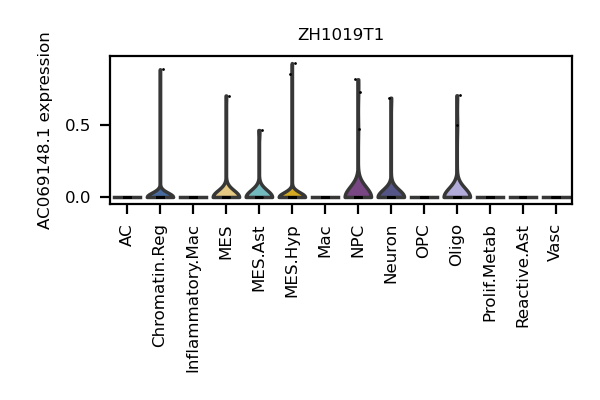 ZH1019T1
AC069148.1 expression
0.5
0.0
AC
Chromatin.Reg
Inflammatory.Mac
MES
MES.Ast
MES.Hyp
Mac
NPC
Neuron
OPC
Oligo
Prolif.Metab
Reactive.Ast
Vasc